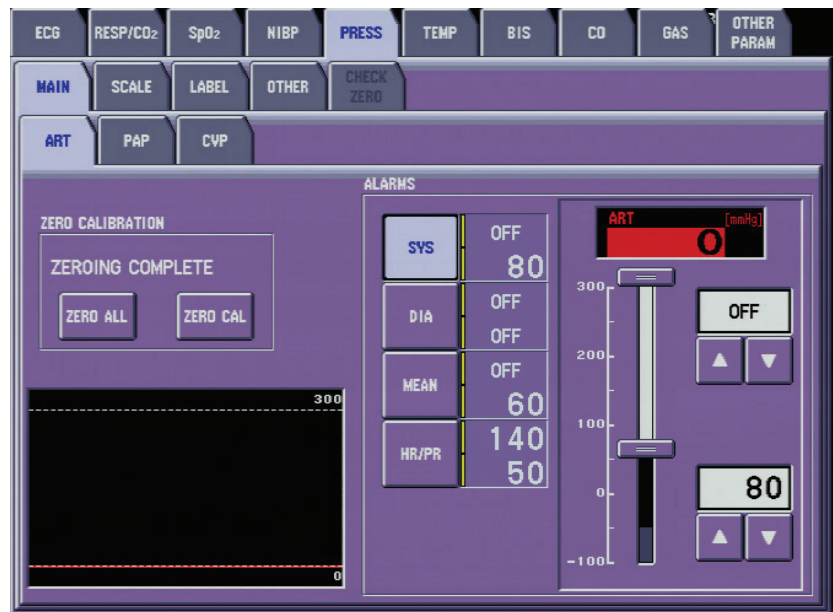 ECG RESP/CO2 SpO2 NIBP PRESS TEMP BIS CO GAS OTHER PARAM
MAIN SCALE LABEL OTHER CHECK ZERO
ART PAP CVP
ALARMS
ZERO CALIBRATION
ZEROING COMPLETE
ZERO ALL ZERO CAL
300
0
SYS OFF
80
DIA OFF
OFF
MEAN OFF
60
HR/PR 140
50
ART [mmHg]
0
300
200
100
0
-100
OFF
▲ ▼
80
▲ ▼